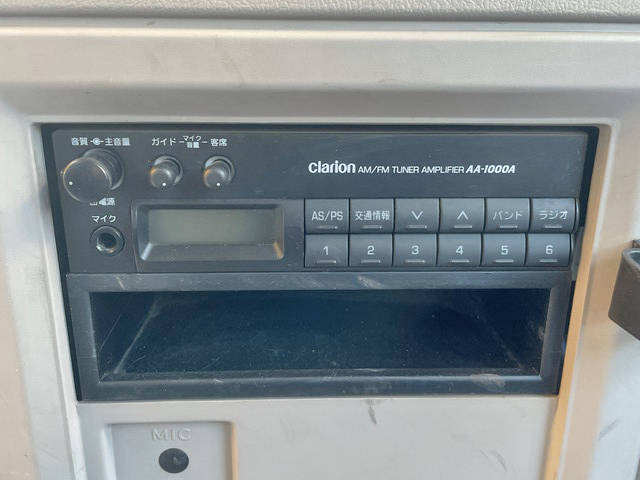 音質 主音量
ガイド マイク音量 客席
clarion AM/FM TUNER AMPLIFIER AA-1000A
電源
マイク
AS/PS 交通情報 ∨ ∧ バンド ラジオ
1 2 3 4 5 6
MIC